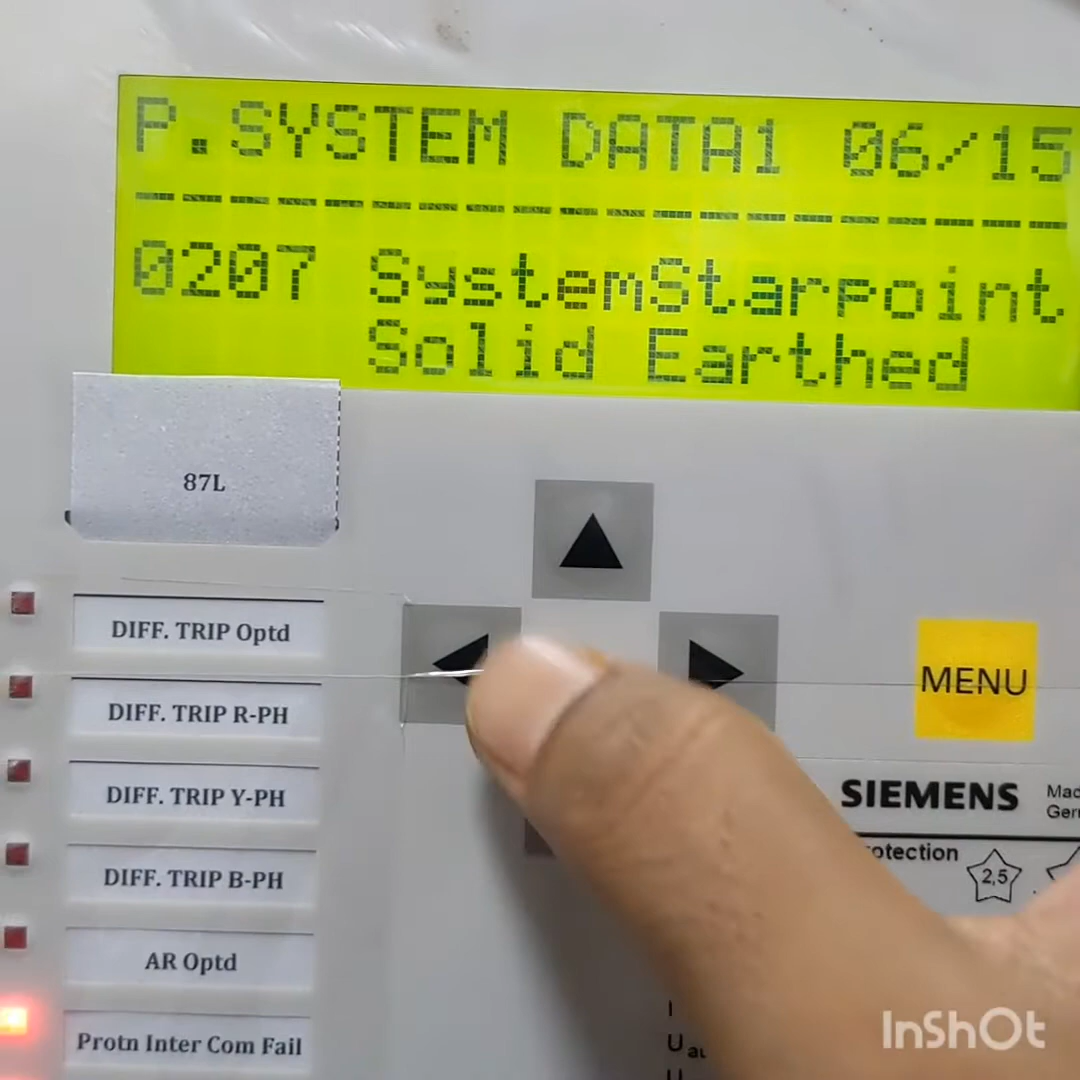 P.SYSTEM DATA1 06/15
--------------------
0207 SystemStarpoint
Solid Earthed
87L
DIFF. TRIP Optd
DIFF. TRIP R-PH
MENU
DIFF. TRIP Y-PH
SIEMENS
DIFF. TRIP B-PH
2,5
AR Optd
Protn Inter Com Fail
InShOt